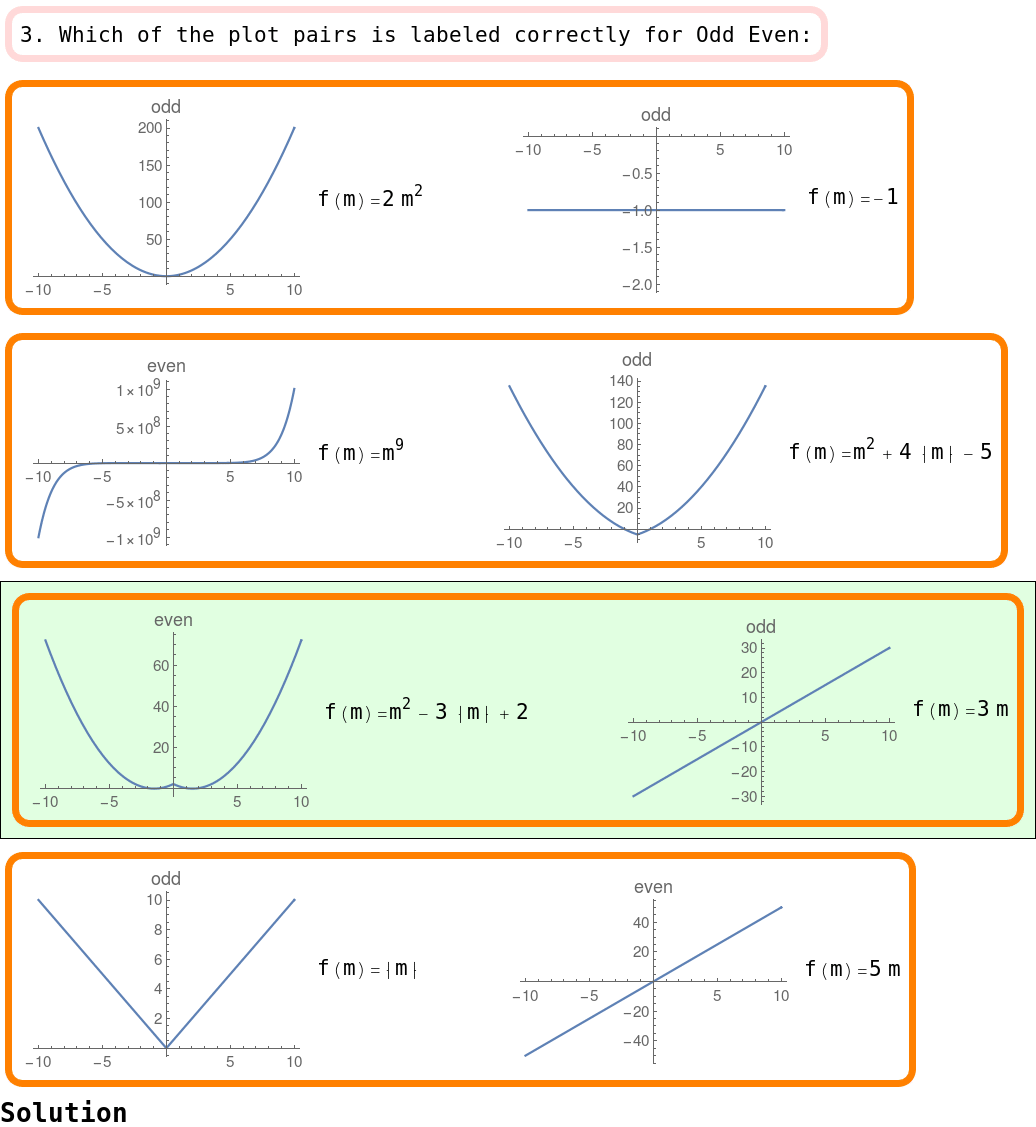 3. Which of the plot pairs is labeled correctly for Odd Even:
odd
200
150
100
50
−10 −5 5 10
f(m)=2 m²
odd
−10 −5 5 10
−0.5
−1.0
−1.5
−2.0
f(m)=−1
even
1×10⁹
5×10⁸
−10 −5 5 10
−5×10⁸
−1×10⁹
f(m)=m⁹
odd
140
120
100
80
60
40
20
−10 −5 5 10
f(m)=m² + 4 |m| − 5
even
60
40
20
−10 −5 5 10
f(m)=m² − 3 |m| + 2
odd
30
20
10
−10 −5 5 10
−10
−20
−30
f(m)=3 m
odd
10
8
6
4
2
−10 −5 5 10
f(m)=|m|
even
40
20
−10 −5 5 10
−20
−40
f(m)=5 m
Solution